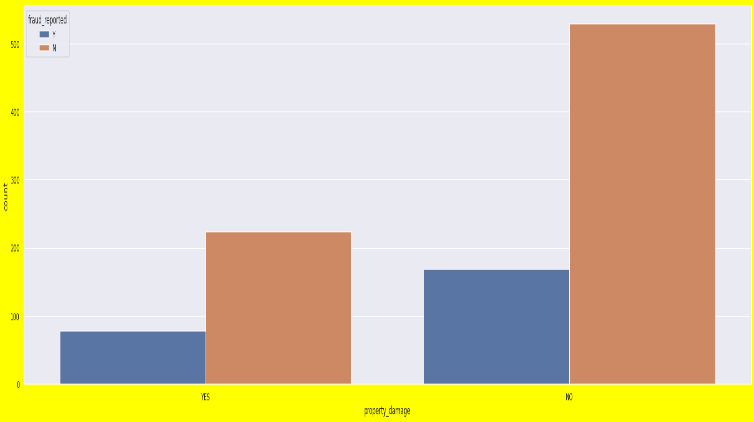 fraud_reported
Y
N
500
400
300
200
100
0
count
YES
NO
property_damage